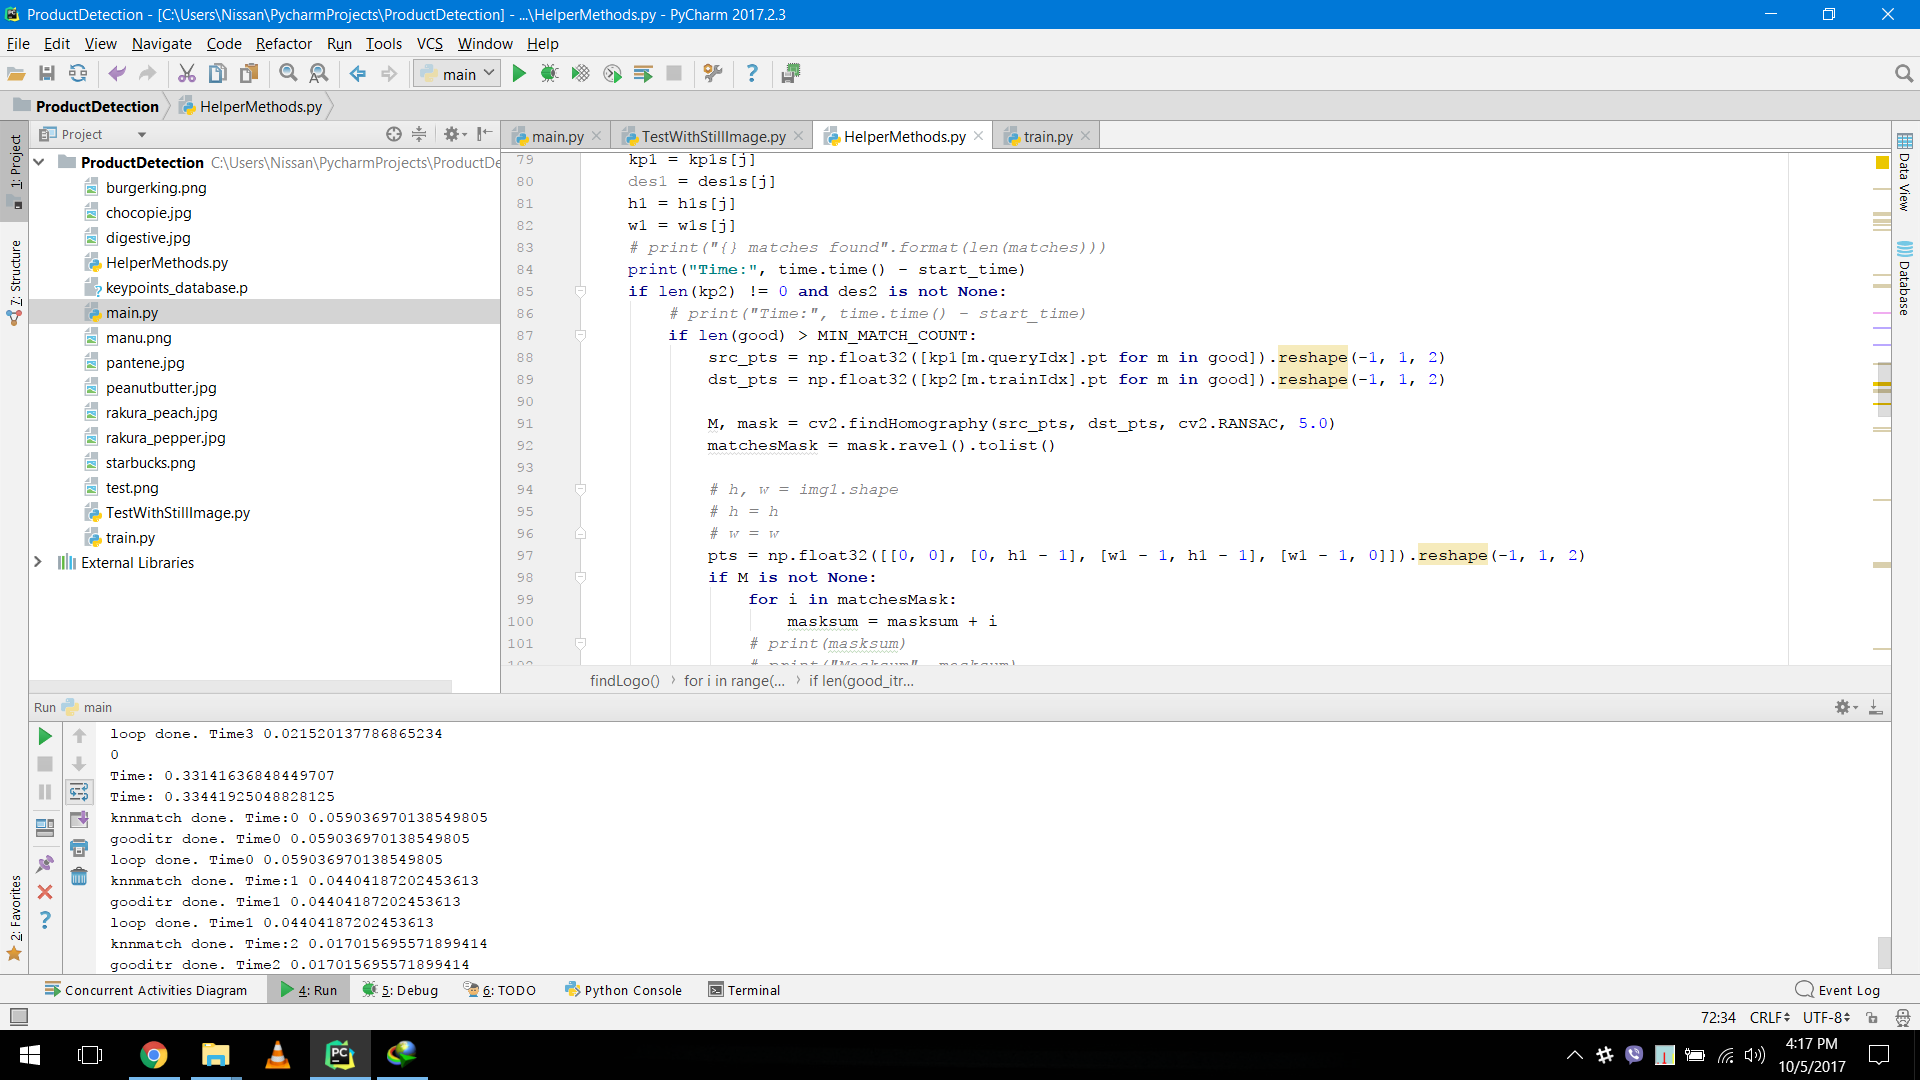 ProductDetection - [C:\Users\Nissan\PycharmProjects\ProductDetection] - ...\HelperMethods.py - PyCharm 2017.2.3
File Edit View Navigate Code Refactor Run Tools VCS Window Help
main
ProductDetection HelperMethods.py
1: Project
7: Structure
2: Favorites
Project
ProductDetection C:\Users\Nissan\PycharmProjects\ProductDe
burgerking.png
chocopie.jpg
digestive.jpg
HelperMethods.py
keypoints_database.p
main.py
manu.png
pantene.jpg
peanutbutter.jpg
rakura_peach.jpg
rakura_pepper.jpg
starbucks.png
test.png
TestWithStillImage.py
train.py
External Libraries
main.py TestWithStillImage.py HelperMethods.py train.py
79 kp1 = kp1s[j]
80 des1 = des1s[j]
81 h1 = h1s[j]
82 w1 = w1s[j]
83 # print("{} matches found".format(len(matches)))
84 print("Time:", time.time() - start_time)
85 if len(kp2) != 0 and des2 is not None:
86 # print("Time:", time.time() - start_time)
87 if len(good) > MIN_MATCH_COUNT:
88 src_pts = np.float32([kp1[m.queryIdx].pt for m in good]).reshape(-1, 1, 2)
89 dst_pts = np.float32([kp2[m.trainIdx].pt for m in good]).reshape(-1, 1, 2)
90
91 M, mask = cv2.findHomography(src_pts, dst_pts, cv2.RANSAC, 5.0)
92 matchesMask = mask.ravel().tolist()
93
94 # h, w = img1.shape
95 # h = h
96 # w = w
97 pts = np.float32([[0, 0], [0, h1 - 1], [w1 - 1, h1 - 1], [w1 - 1, 0]]).reshape(-1, 1, 2)
98 if M is not None:
99 for i in matchesMask:
100 masksum = masksum + i
101 # print(masksum)
102 # print("Masksum", masksum)
findLogo() for i in range(... if len(good_itr...
Data View
Database
Run main
loop done. Time3 0.021520137786865234
0
Time: 0.33141636848449707
Time: 0.33441925048828125
knnmatch done. Time:0 0.059036970138549805
gooditr done. Time0 0.059036970138549805
loop done. Time0 0.059036970138549805
knnmatch done. Time:1 0.04404187202453613
gooditr done. Time1 0.04404187202453613
loop done. Time1 0.04404187202453613
knnmatch done. Time:2 0.017015695571899414
gooditr done. Time2 0.017015695571899414
Concurrent Activities Diagram 4: Run 5: Debug 6: TODO Python Console Terminal Event Log
72:34 CRLF UTF-8
4:17 PM
10/5/2017